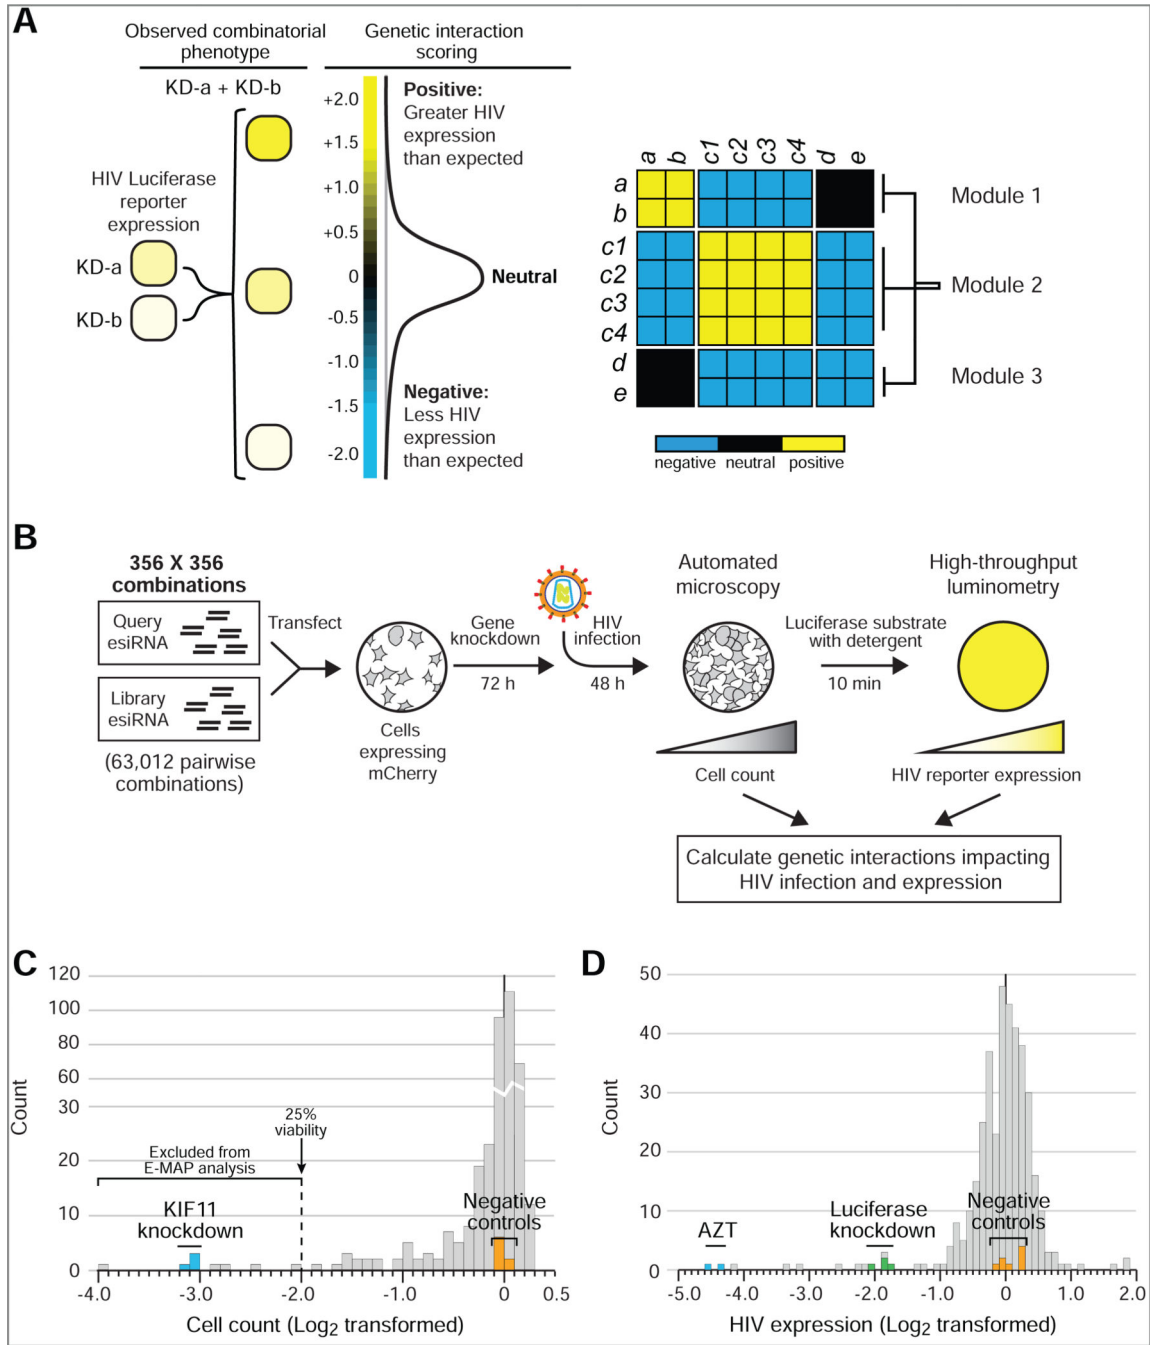 A
Observed combinatorial
phenotype
KD-a + KD-b
HIV Luciferase
reporter
expression
KD-a
KD-b
Genetic interaction
scoring
+2.0
+1.5
+1.0
+0.5
0
-0.5
-1.0
-1.5
-2.0
Positive:
Greater HIV
expression
than expected
Neutral
Negative:
Less HIV
expression
than expected
a b c1 c2 c3 c4 d e
a
b
c1
c2
c3
c4
d
e
Module 1
Module 2
Module 3
negative neutral positive
B
356 X 356
combinations
Query
esiRNA
Library
esiRNA
(63,012 pairwise
combinations)
Transfect
Cells
expressing
mCherry
Gene
knockdown
72 h
HIV
infection
48 h
Automated
microscopy
Cell count
Luciferase substrate
with detergent
10 min
High-throughput
luminometry
HIV reporter expression
Calculate genetic interactions impacting
HIV infection and expression
C
Count
120
100
80
60
30
20
10
0
25%
viability
Excluded from
E-MAP analysis
KIF11
knockdown
Negative
controls
-4.0 -3.0 -2.0 -1.0 0 0.5
Cell count (Log2 transformed)
D
Count
50
40
30
20
10
0
AZT
Luciferase
knockdown
Negative
controls
-5.0 -4.0 -3.0 -2.0 -1.0 0 1.0 2.0
HIV expression (Log2 transformed)